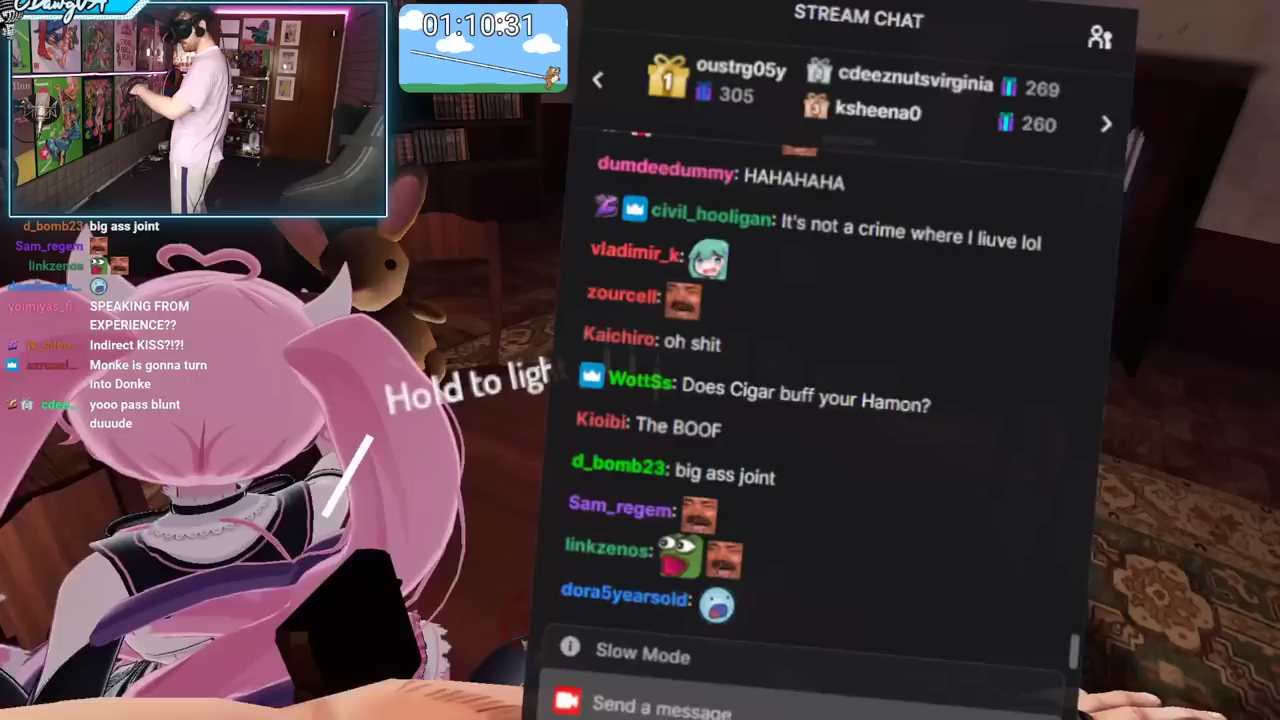 CDawgVA
01:10:31
STREAM CHAT
oustrg05y
305
cdeeznutsvirginia 269
ksheena0 260
dumdeedummy: HAHAHAHA
civil_hooligan: It's not a crime where I liuve lol
vladimir_k:
zourcell:
Kaichiro: oh shit
WottSs: Does Cigar buff your Hamon?
Kioibi: The BOOF
d_bomb23: big ass joint
Sam_regem:
linkzenos:
dora5yearsold:
Slow Mode
Send a message
d_bomb23 big ass joint
Sam_regem
linkzenos
yoimiyas_fi SPEAKING FROM
EXPERIENCE??
Indirect KISS?!?!
Monke is gonna turn
into Donke
cdee... yooo pass blunt
duuude
Hold to ligh